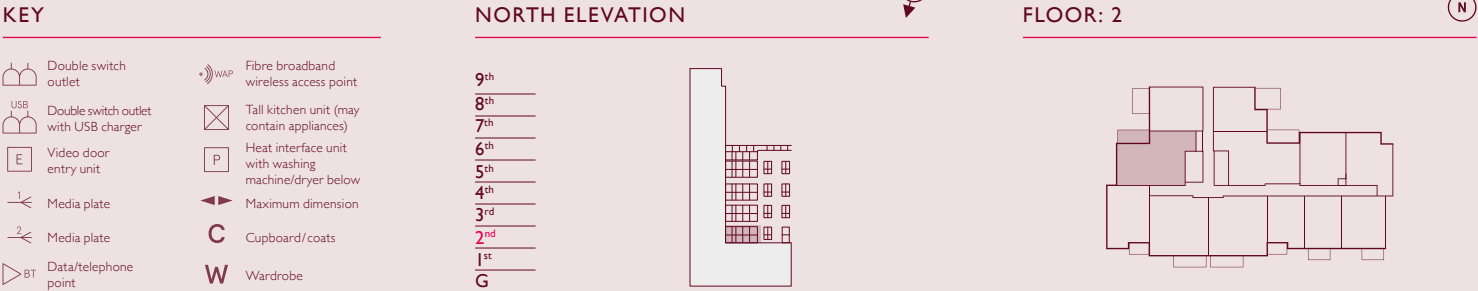 KEY
Double switch
outlet
USB
Double switch outlet
with USB charger
E
Video door
entry unit
1
Media plate
2
Media plate
BT
Data/telephone
point
WAP
Fibre broadband
wireless access point
Tall kitchen unit (may
contain appliances)
P
Heat interface unit
with washing
machine/dryer below
Maximum dimension
C
Cupboard/coats
W
Wardrobe
NORTH ELEVATION
9th
8th
7th
6th
5th
4th
3rd
2nd
1st
G
FLOOR: 2
N